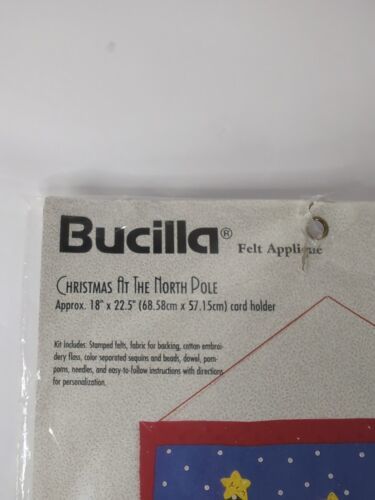 Bucilla® Felt Applique
Christmas At The North Pole
Approx. 18" x 22.5" (68.58cm x 57.15cm) card holder
Kit Includes: Stamped felts, fabric for backing, cotton embroi-
dery floss, color separated sequins and beads, dowel, pom-
poms, needles, and easy-to-follow instructions with directions
for personalization.